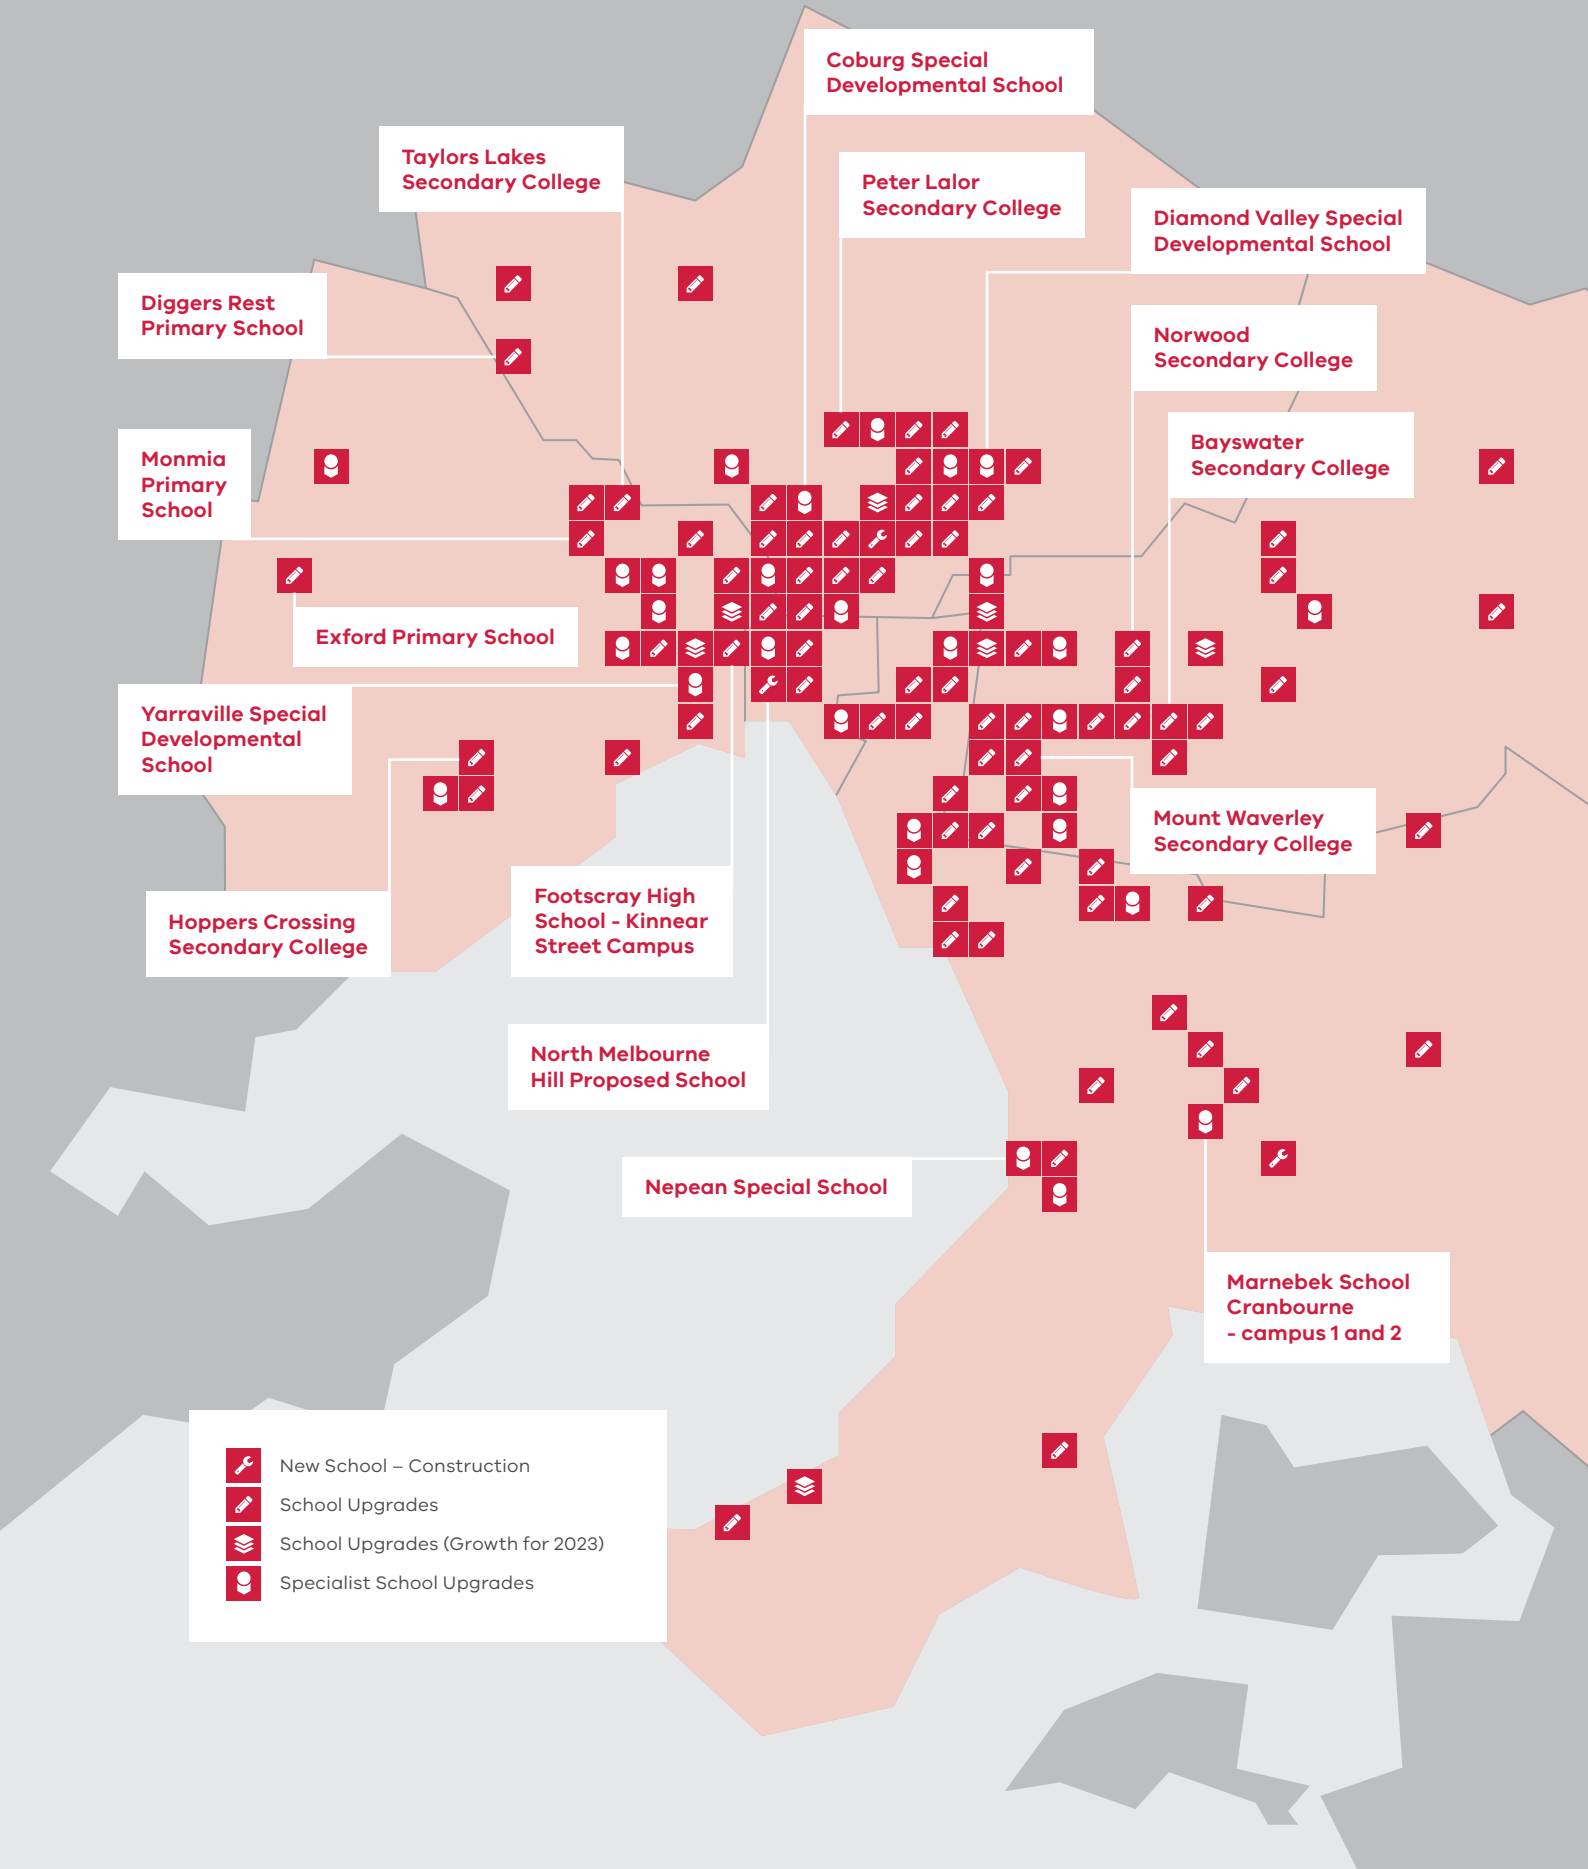 Coburg Special
Developmental School
Taylors Lakes
Secondary College
Peter Lalor
Secondary College
Diamond Valley Special
Developmental School
Diggers Rest
Primary School
Norwood
Secondary College
Monmia
Primary
School
Bayswater
Secondary College
Exford Primary School
Yarraville Special
Developmental
School
Mount Waverley
Secondary College
Hoppers Crossing
Secondary College
Footscray High
School - Kinnear
Street Campus
North Melbourne
Hill Proposed School
Nepean Special School
Marnebek School
Cranbourne
- campus 1 and 2
New School – Construction
School Upgrades
School Upgrades (Growth for 2023)
Specialist School Upgrades